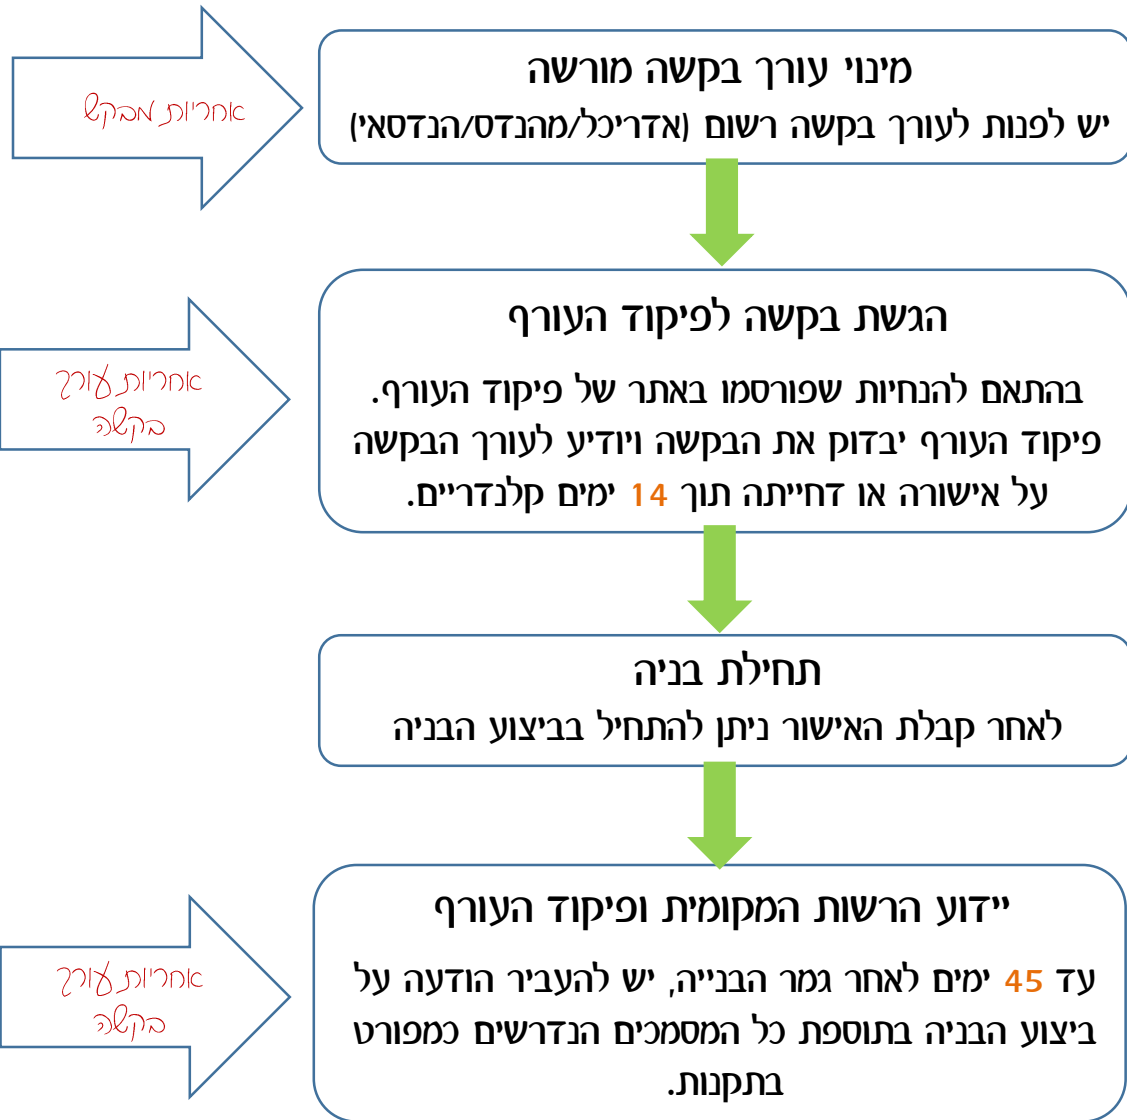 אחריות מבקש
מינוי עורך בקשה מורשה
יש לפנות לעורך בקשה רשום (אדריכל/מהנדס/הנדסאי)
אחריות עורך
בקשה
הגשת בקשה לפיקוד העורף
בהתאם להנחיות שפורסמו באתר של פיקוד העורף.
פיקוד העורף יבדוק את הבקשה ויודיע לעורך הבקשה
על אישורה או דחייתה תוך 14 ימים קלנדריים.
תחילת בניה
לאחר קבלת האישור ניתן להתחיל בביצוע הבניה
אחריות עורך
בקשה
יידוע הרשות המקומית ופיקוד העורף
עד 45 ימים לאחר גמר הבנייה, יש להעביר הודעה על
ביצוע הבניה בתוספת כל המסמכים הנדרשים כמפורט
בתקנות.